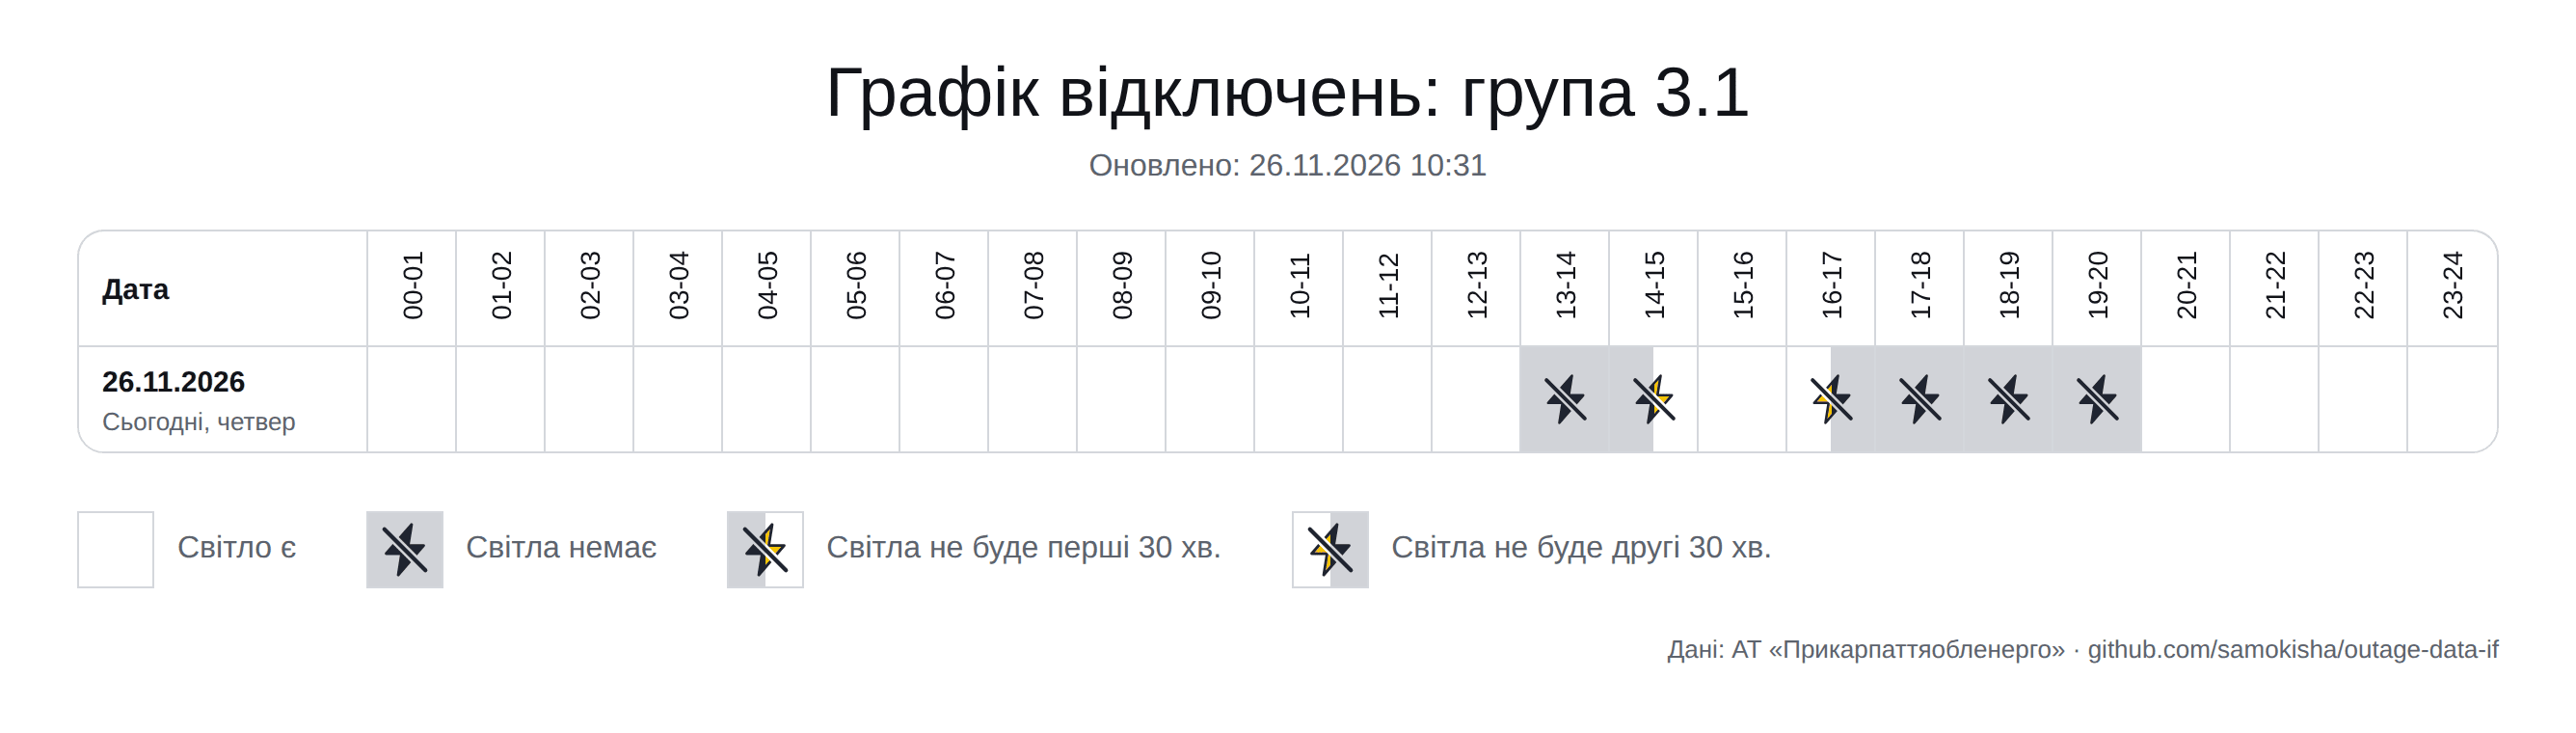 Графік відключень: група 3.1
Оновлено: 26.11.2026 10:31
Дата 00-01 01-02 02-03 03-04 04-05 05-06 06-07 07-08 08-09 09-10 10-11 11-12 12-13 13-14 14-15 15-16 16-17 17-18 18-19 19-20 20-21 21-22 22-23 23-24
26.11.2026
Сьогодні, четвер
Світло є Світла немає Світла не буде перші 30 хв. Світла не буде другі 30 хв.
Дані: АТ «Прикарпаттяобленерго» · github.com/samokisha/outage-data-if